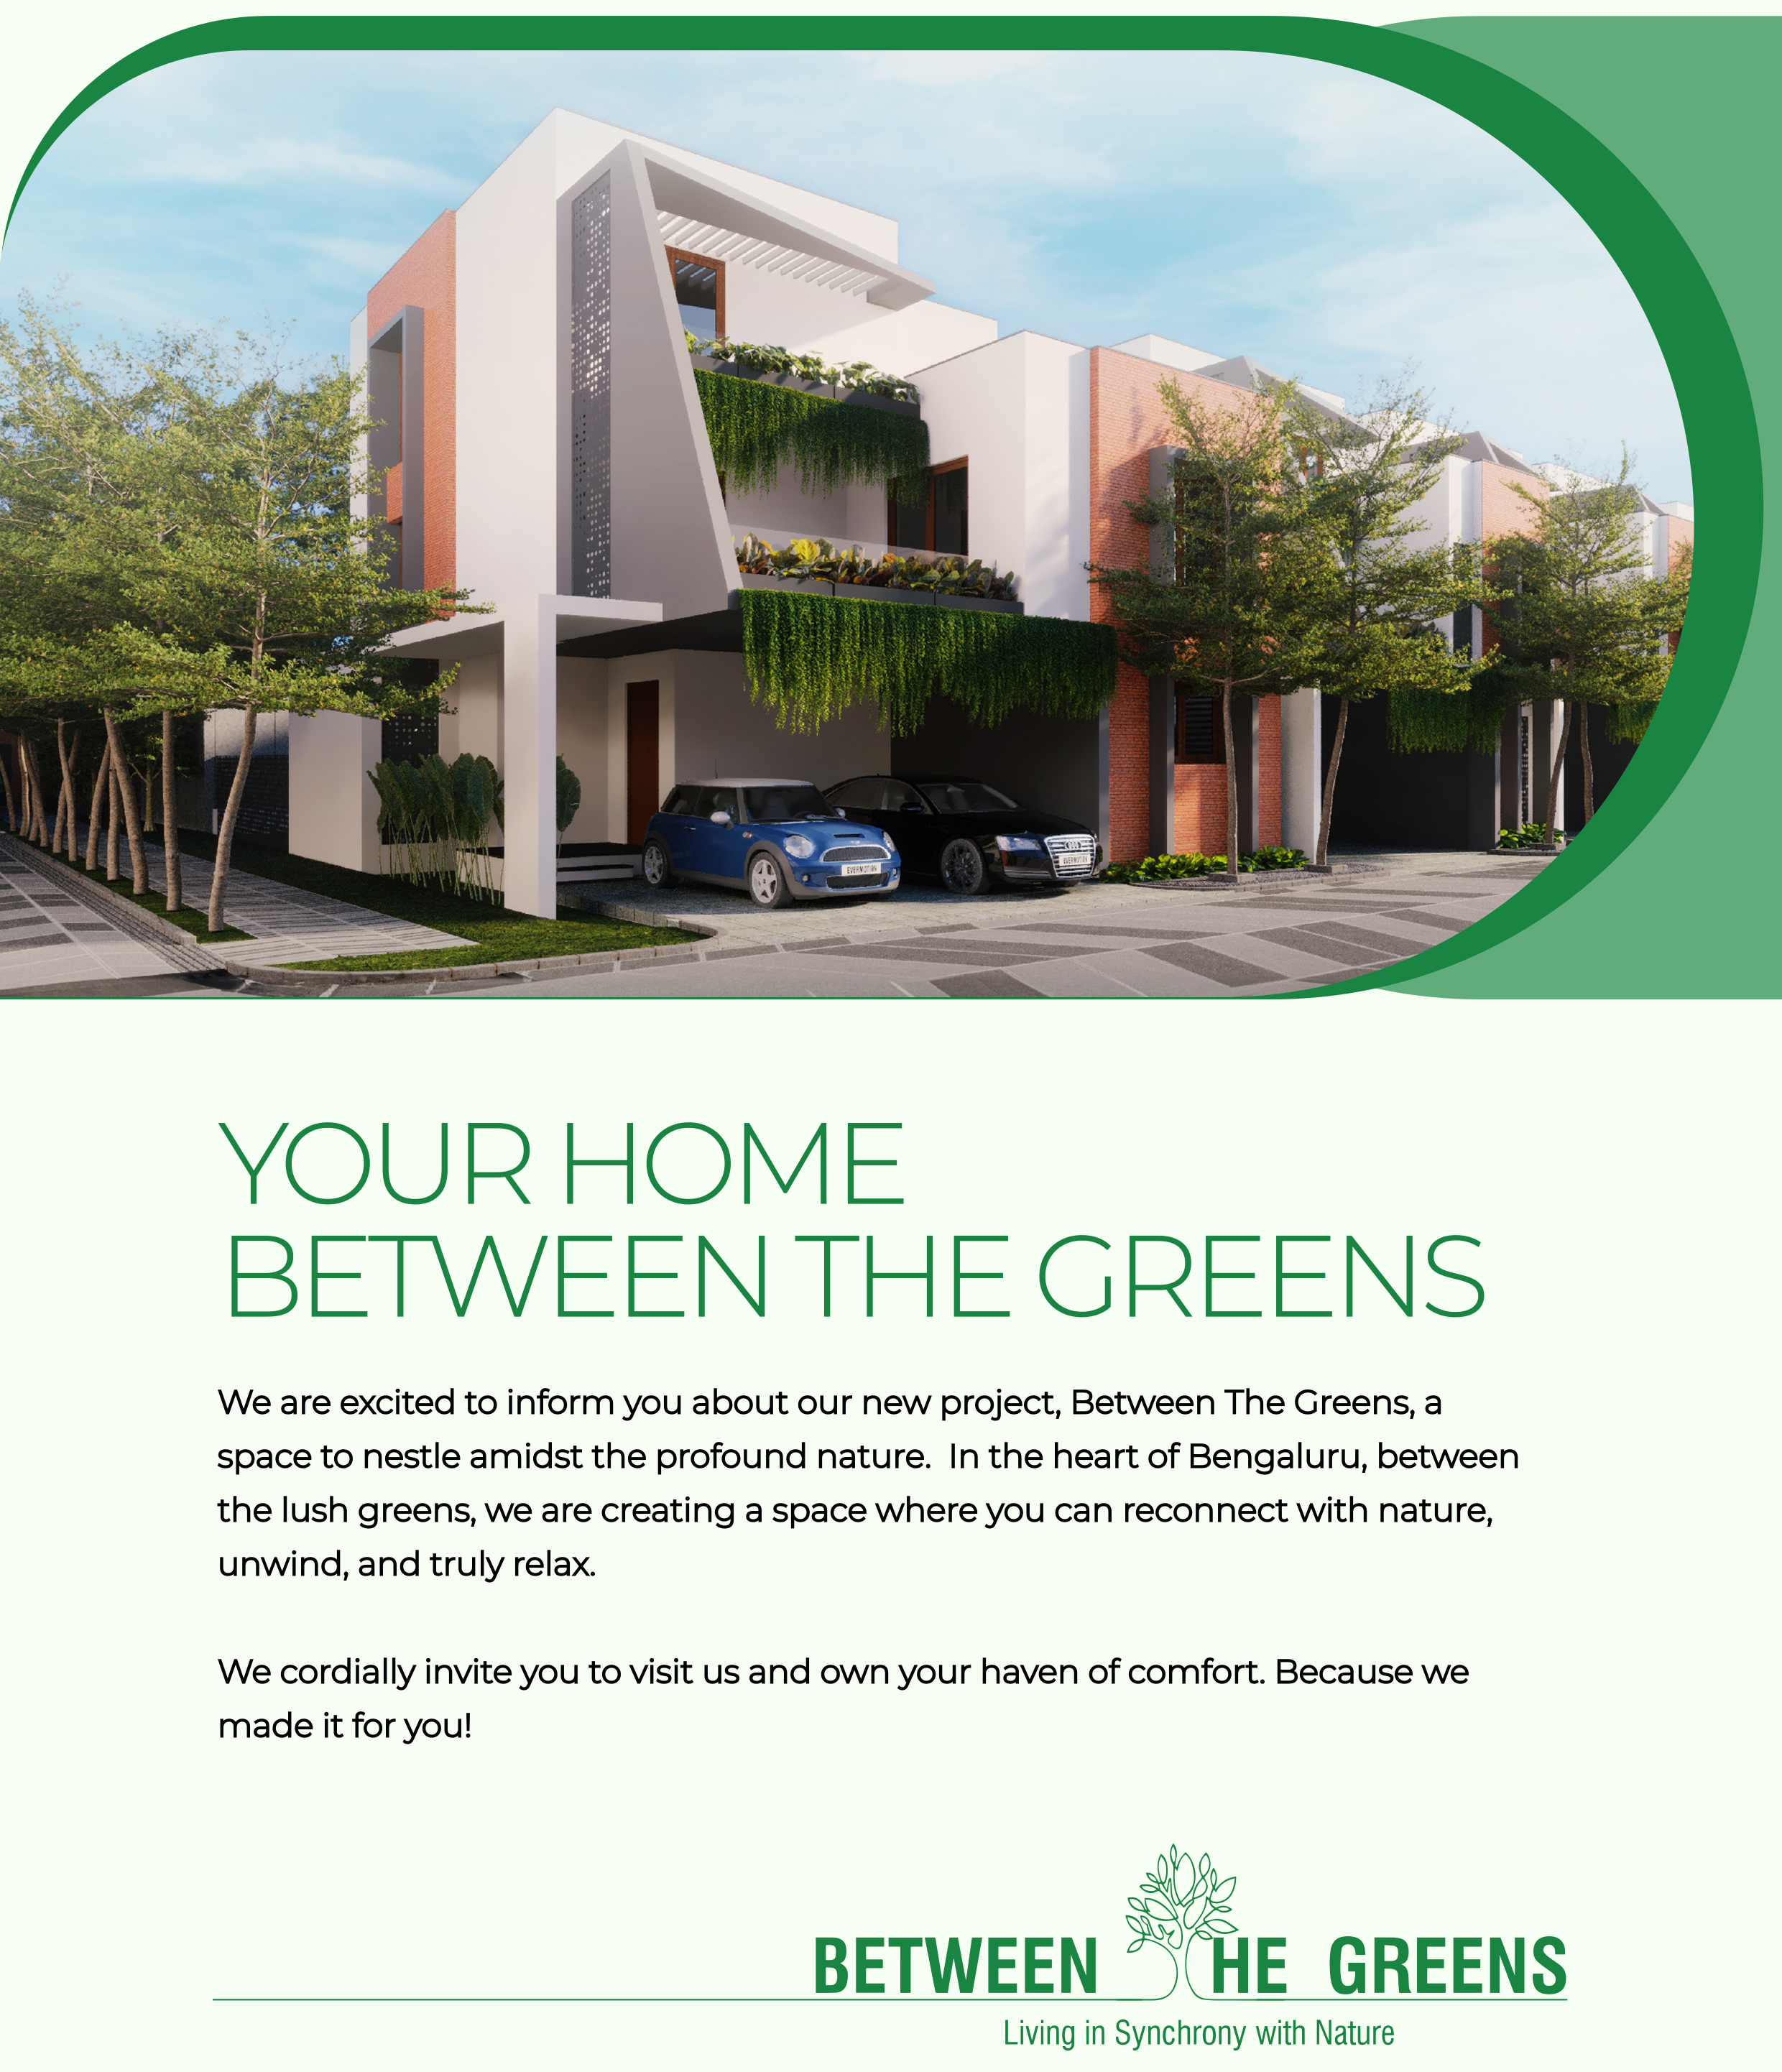 EVERMOTION
EVERMOTION
YOUR HOME
BETWEEN THE GREENS
We are excited to inform you about our new project, Between The Greens, a
space to nestle amidst the profound nature.  In the heart of Bengaluru, between
the lush greens, we are creating a space where you can reconnect with nature,
unwind, and truly relax.
We cordially invite you to visit us and own your haven of comfort. Because we
made it for you!
BETWEEN THE GREENS
Living in Synchrony with Nature